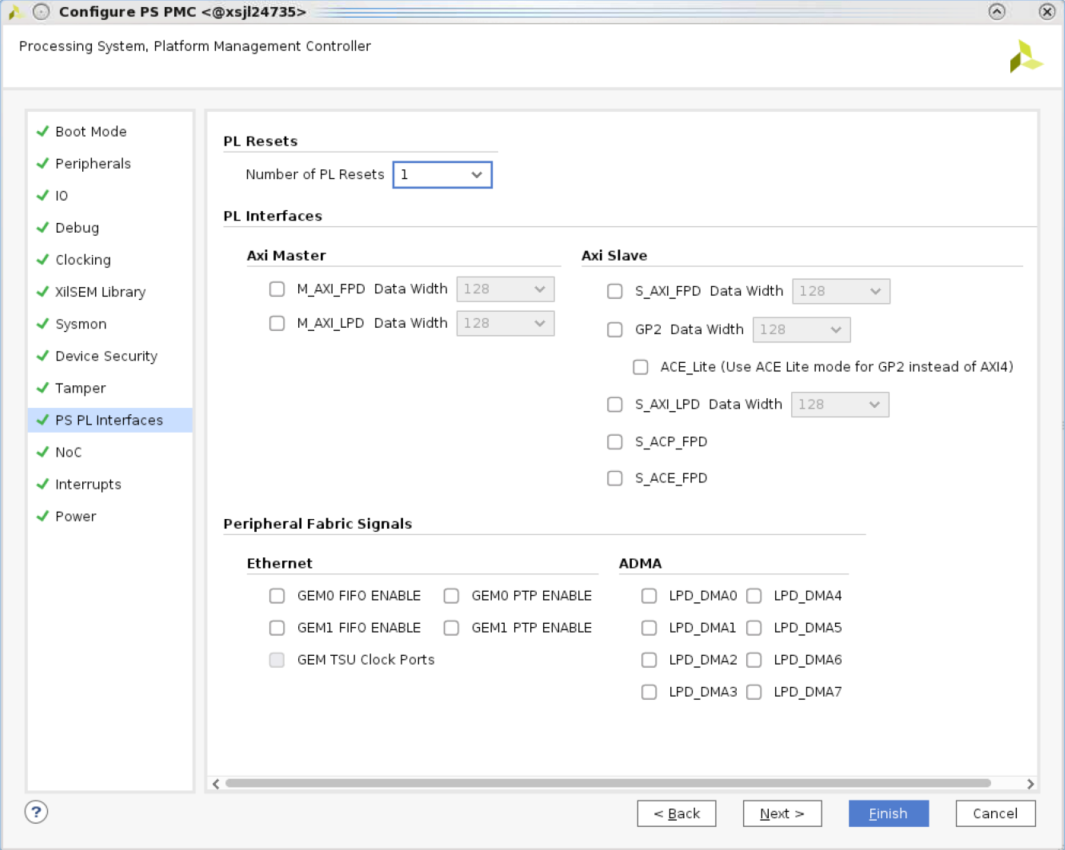 Configure PS PMC <@xsjl24735>
Processing System, Platform Management Controller
Boot Mode
Peripherals
IO
Debug
Clocking
XilSEM Library
Sysmon
Device Security
Tamper
PS PL Interfaces
NoC
Interrupts
Power
PL Resets
Number of PL Resets 1
PL Interfaces
Axi Master
M_AXI_FPD Data Width 128
M_AXI_LPD Data Width 128
Axi Slave
S_AXI_FPD Data Width 128
GP2 Data Width 128
ACE_Lite (Use ACE Lite mode for GP2 instead of AXI4)
S_AXI_LPD Data Width 128
S_ACP_FPD
S_ACE_FPD
Peripheral Fabric Signals
Ethernet
GEM0 FIFO ENABLE GEM0 PTP ENABLE
GEM1 FIFO ENABLE GEM1 PTP ENABLE
GEM TSU Clock Ports
ADMA
LPD_DMA0 LPD_DMA4
LPD_DMA1 LPD_DMA5
LPD_DMA2 LPD_DMA6
LPD_DMA3 LPD_DMA7
? < Back Next > Finish Cancel